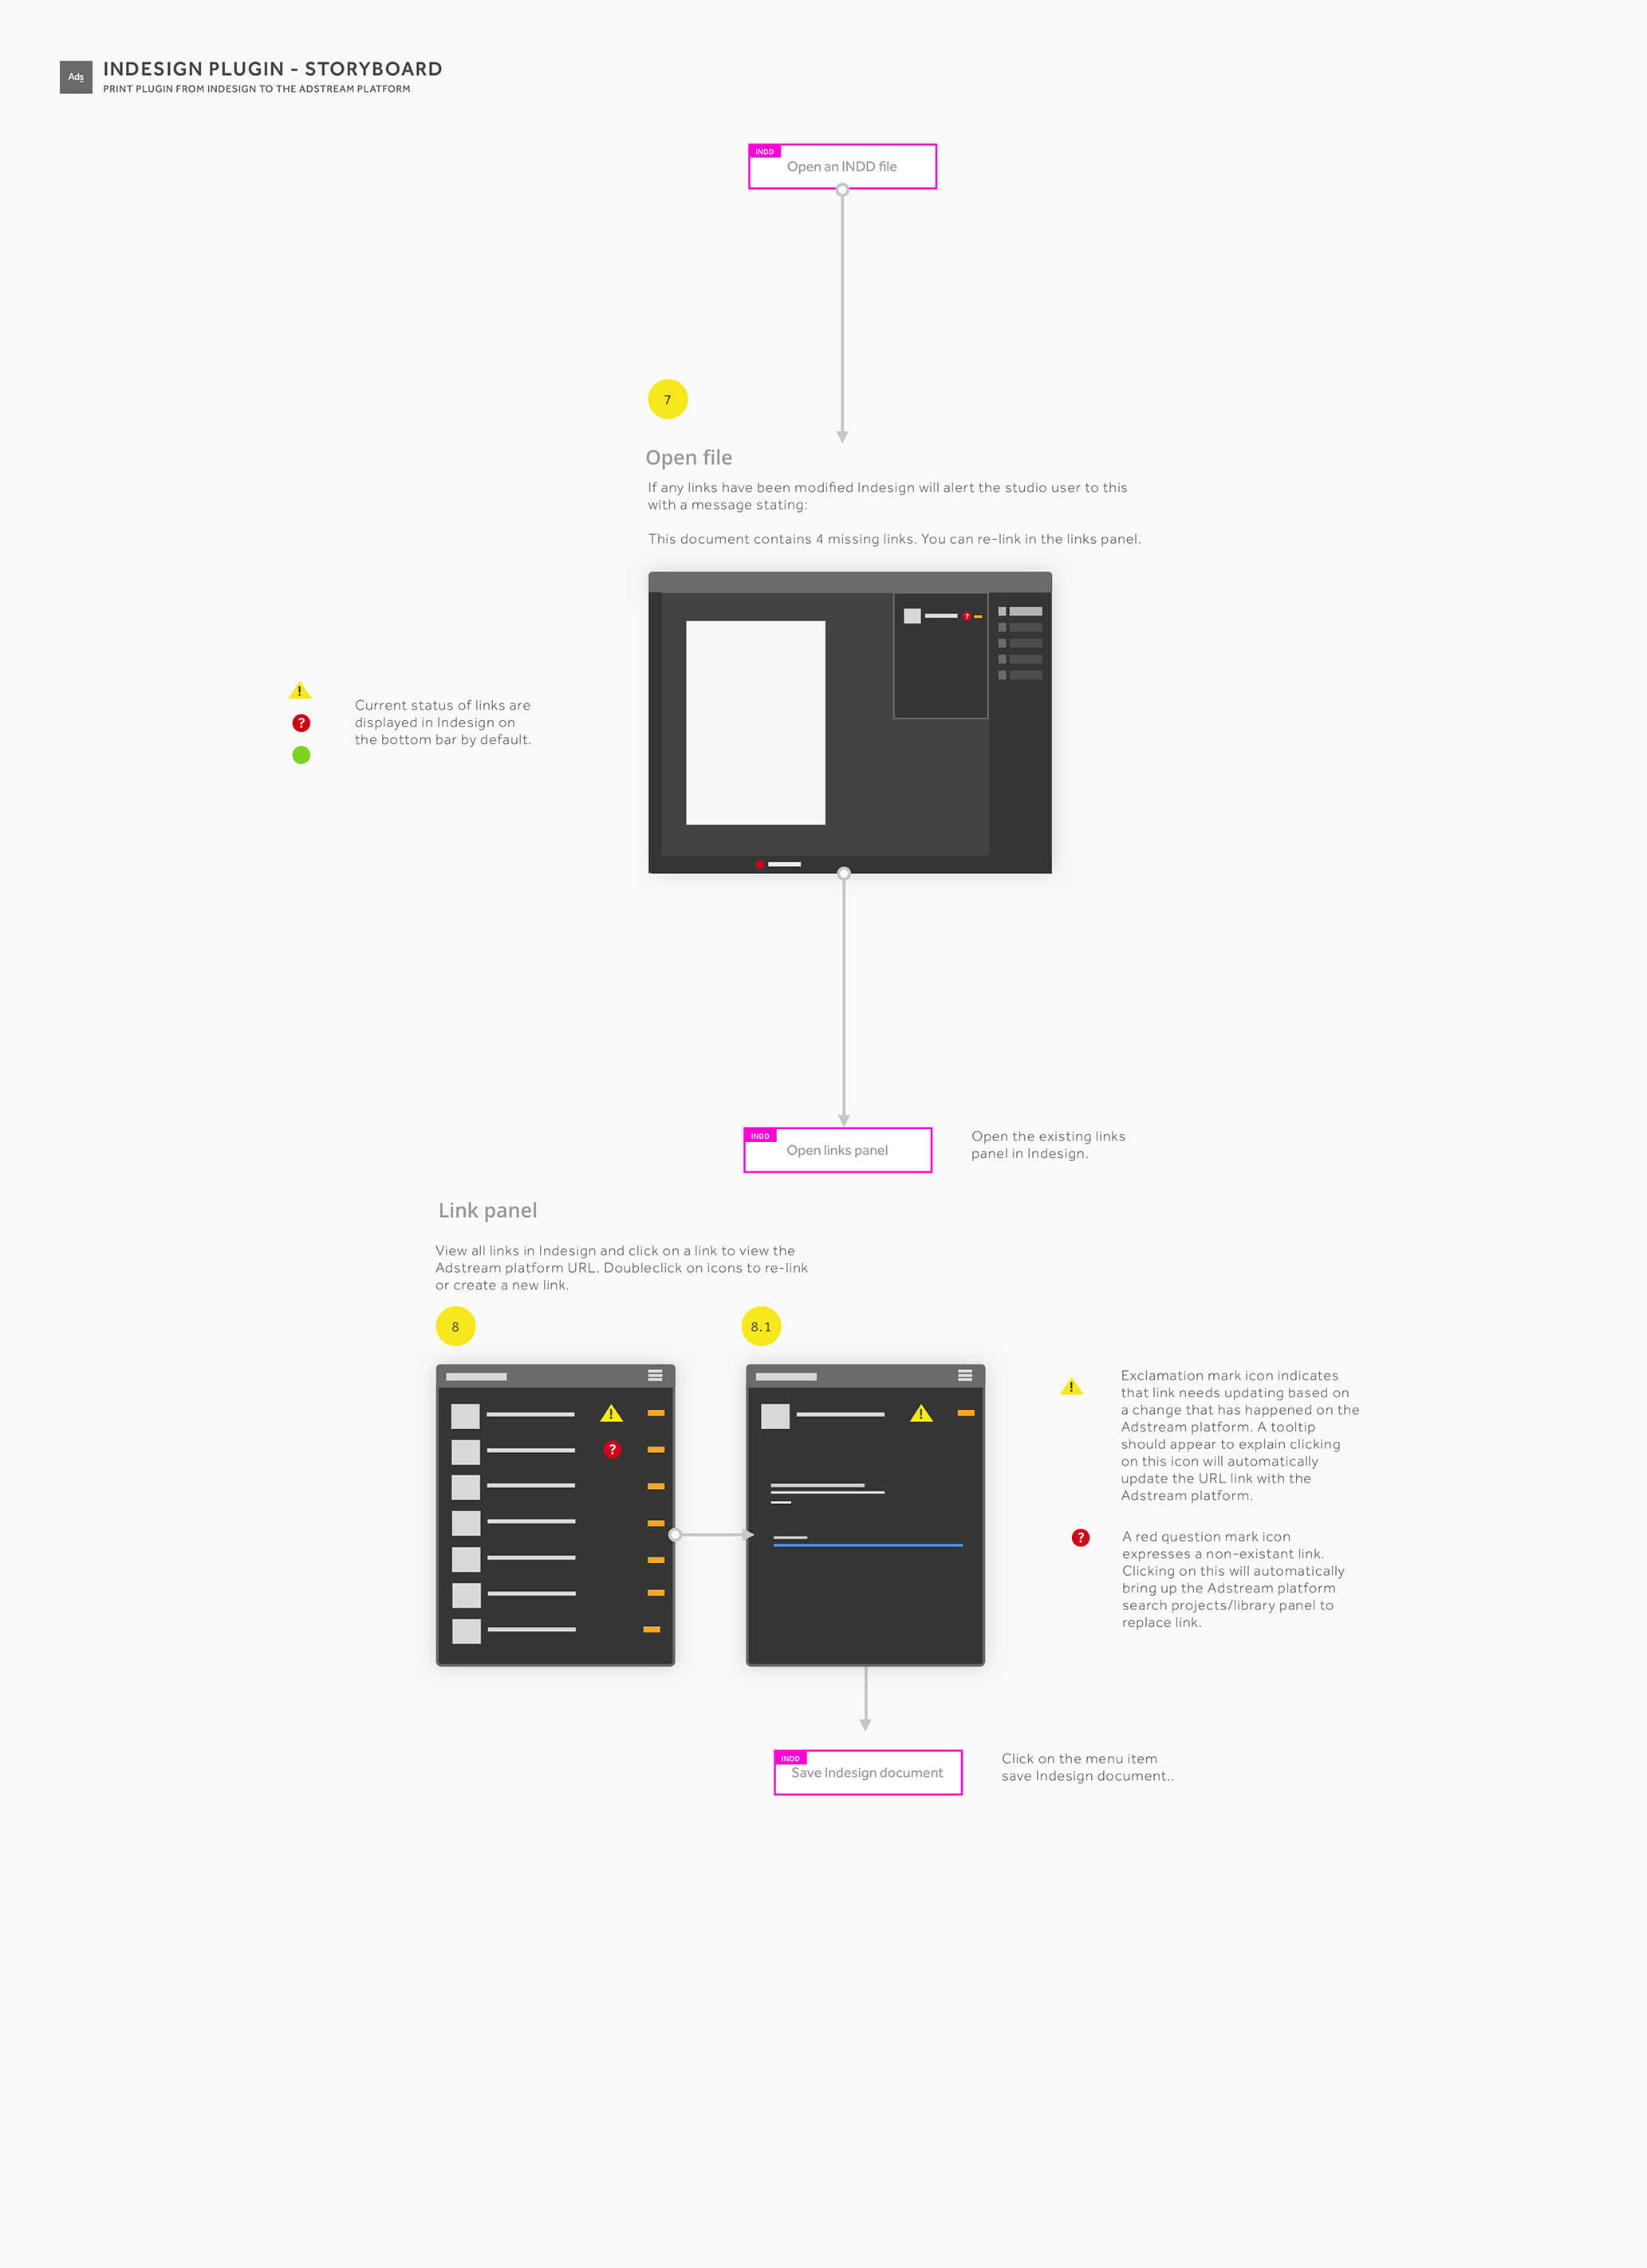 Ads
INDESIGN PLUGIN - STORYBOARD
PRINT PLUGIN FROM INDESIGN TO THE ADSTREAM PLATFORM
INDD
Open an INDD file
7
Open file
If any links have been modified Indesign will alert the studio user to this
with a message stating:
This document contains 4 missing links. You can re-link in the links panel.
?
!
?
Current status of links are
displayed in Indesign on
the bottom bar by default.
INDD
Open links panel
Open the existing links
panel in Indesign.
Link panel
View all links in Indesign and click on a link to view the
Adstream platform URL. Doubleclick on icons to re-link
or create a new link.
8
8.1
!
?
!
!
Exclamation mark icon indicates
that link needs updating based on
a change that has happened on the
Adstream platform. A tooltip
should appear to explain clicking
on this icon will automatically
update the URL link with the
Adstream platform.
?
A red question mark icon
expresses a non-existant link.
Clicking on this will automatically
bring up the Adstream platform
search projects/library panel to
replace link.
INDD
Save Indesign document
Click on the menu item
save Indesign document..